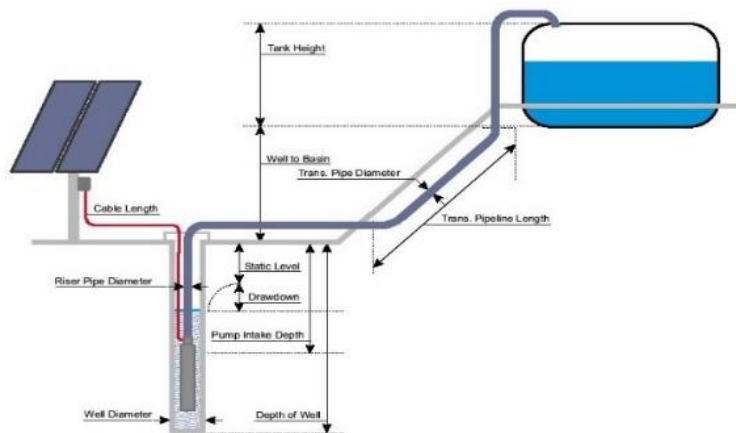 Tank Height
Well to Basin
Trans. Pipe Diameter
Cable Length
Trans. Pipeline Length
Static Level
Riser Pipe Diameter
Drawdown
Pump Intake Depth
Well Diameter
Depth of Well